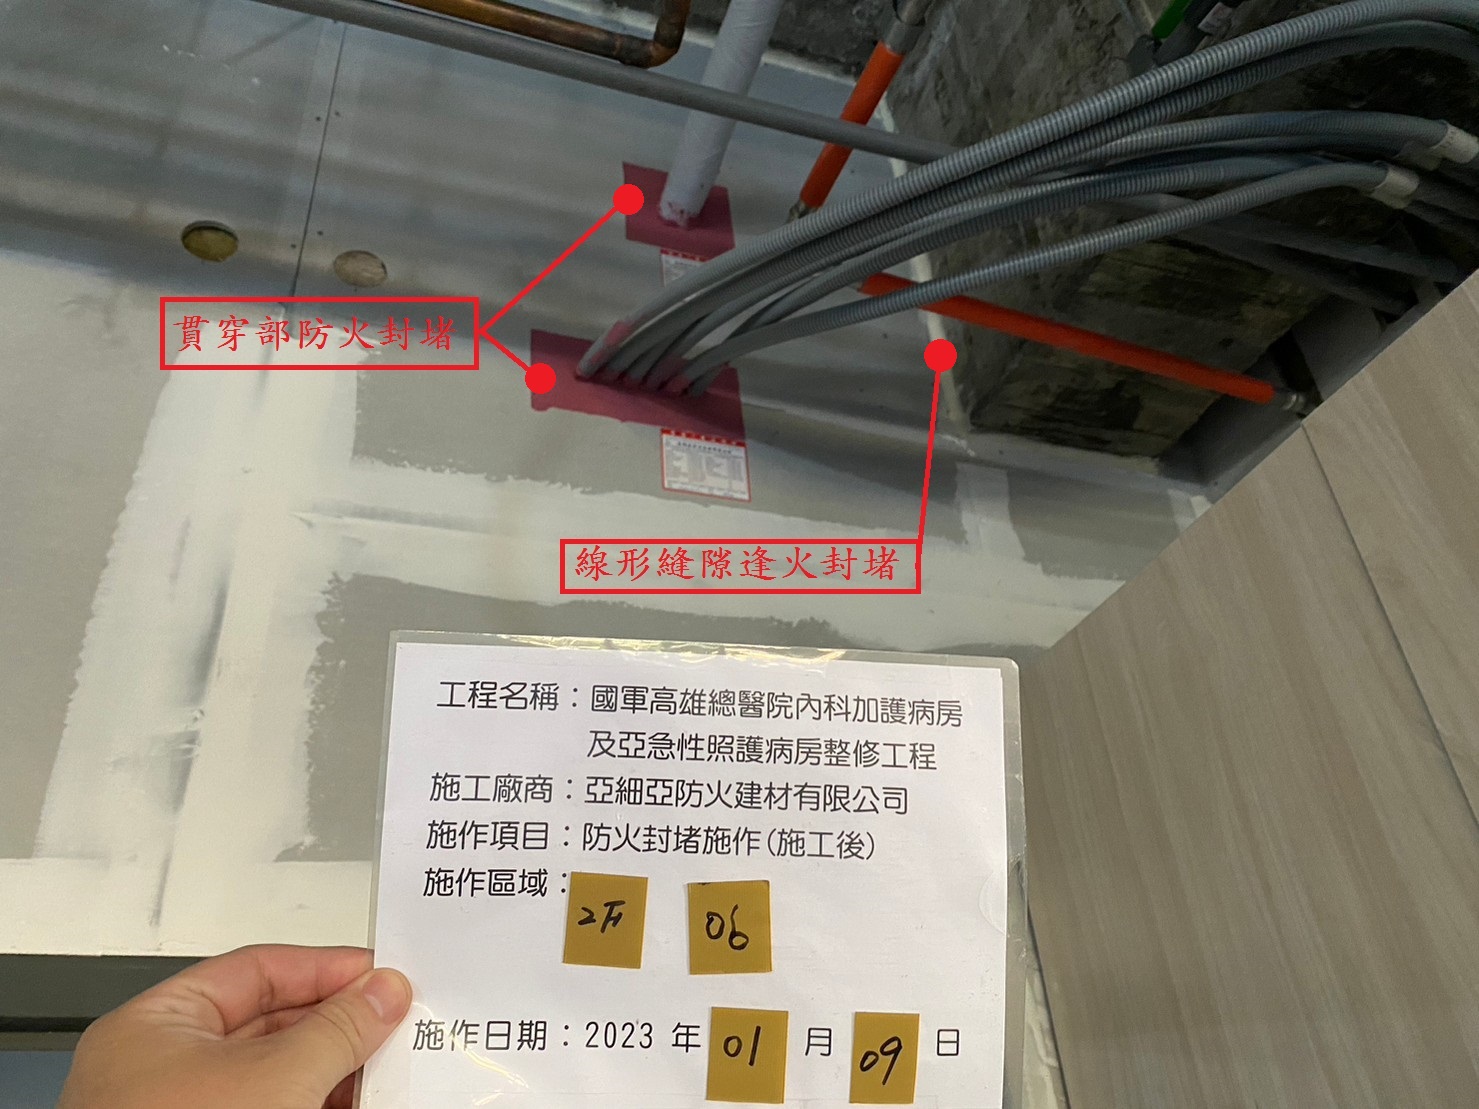 貫穿部防火封堵
線形縫隙逢火封堵
工程名稱：國軍高雄總醫院內科加護病房
及亞急性照護病房整修工程
施工廠商：亞細亞防火建材有限公司
施作項目：防火封堵施作(施工後)
施作區域：2F 06
施作日期：2023 年 01 月 09 日